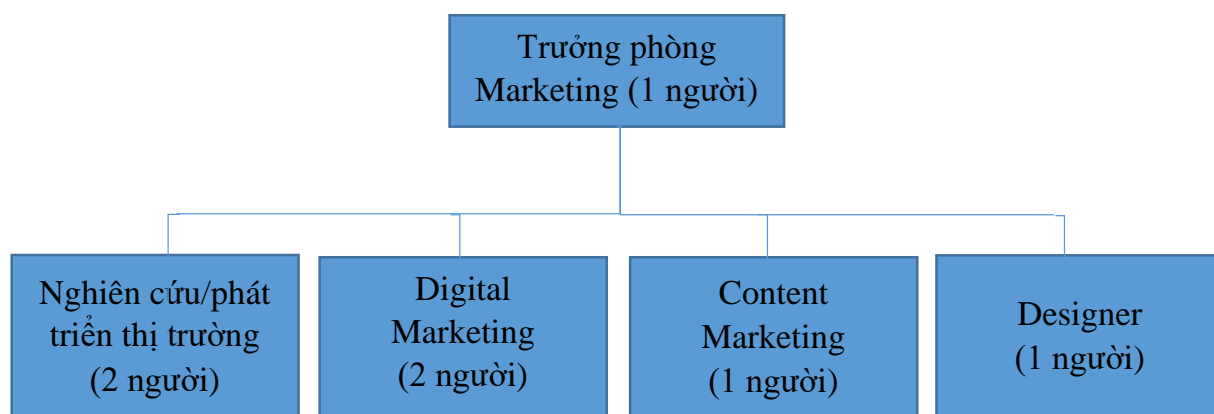 Trưởng phòng
Marketing (1 người)
Nghiên cứu/phát
triển thị trường
(2 người)
Digital
Marketing
(2 người)
Content
Marketing
(1 người)
Designer
(1 người)